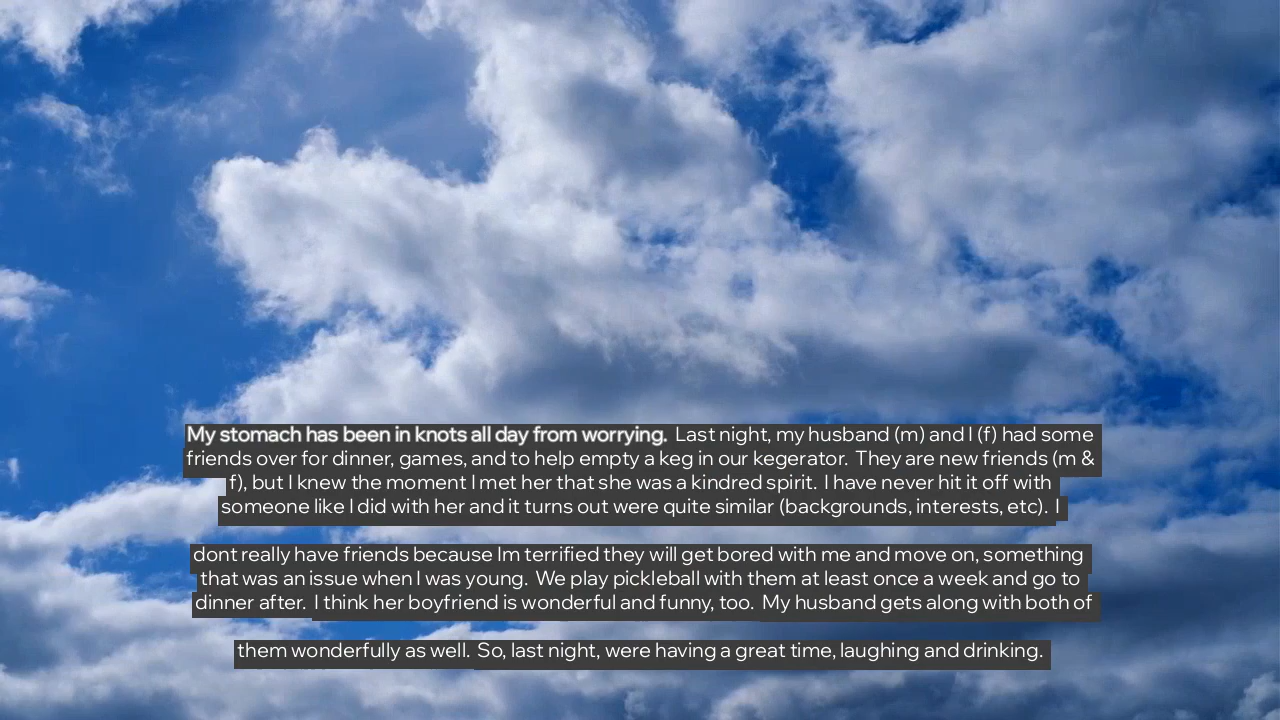 My stomach has been in knots all day from worrying. Last night, my husband (m) and I (f) had some
friends over for dinner, games, and to help empty a keg in our kegerator. They are new friends (m &
f), but I knew the moment I met her that she was a kindred spirit. I have never hit it off with
someone like I did with her and it turns out were quite similar (backgrounds, interests, etc). I
dont really have friends because Im terrified they will get bored with me and move on, something
that was an issue when I was young. We play pickleball with them at least once a week and go to
dinner after. I think her boyfriend is wonderful and funny, too. My husband gets along with both of
them wonderfully as well. So, last night, were having a great time, laughing and drinking.